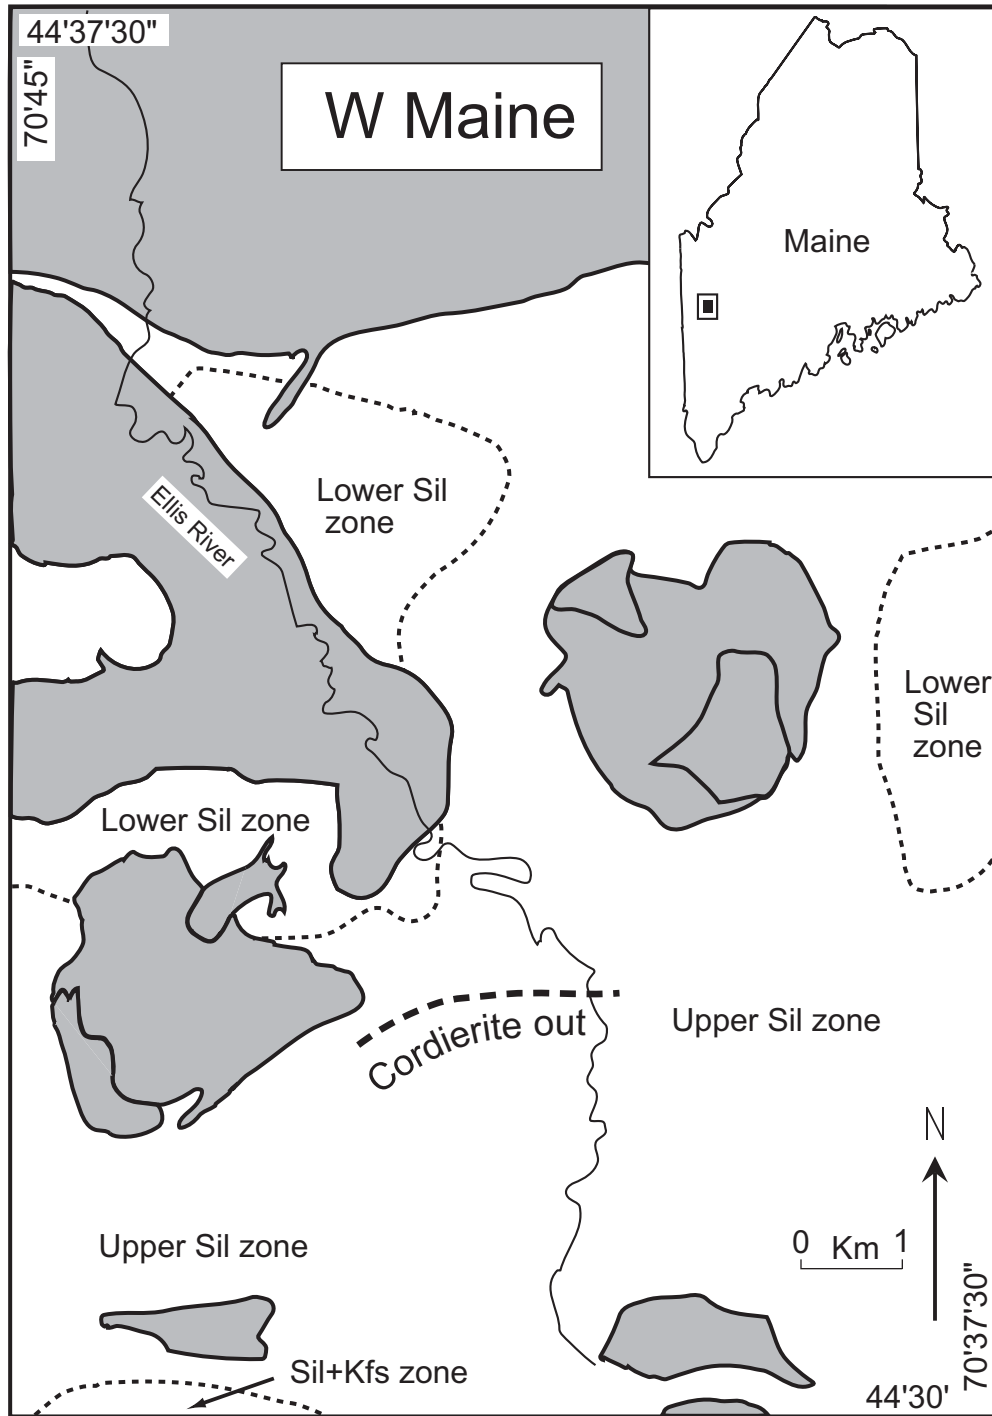 44'37'30"
70'45"
W Maine
Maine
Lower Sil
zone
Ellis River
Lower
Sil
zone
Lower Sil zone
Cordierite out
Upper Sil zone
N
Upper Sil zone
0 Km 1
Sil+Kfs zone
44'30'
70'37'30"